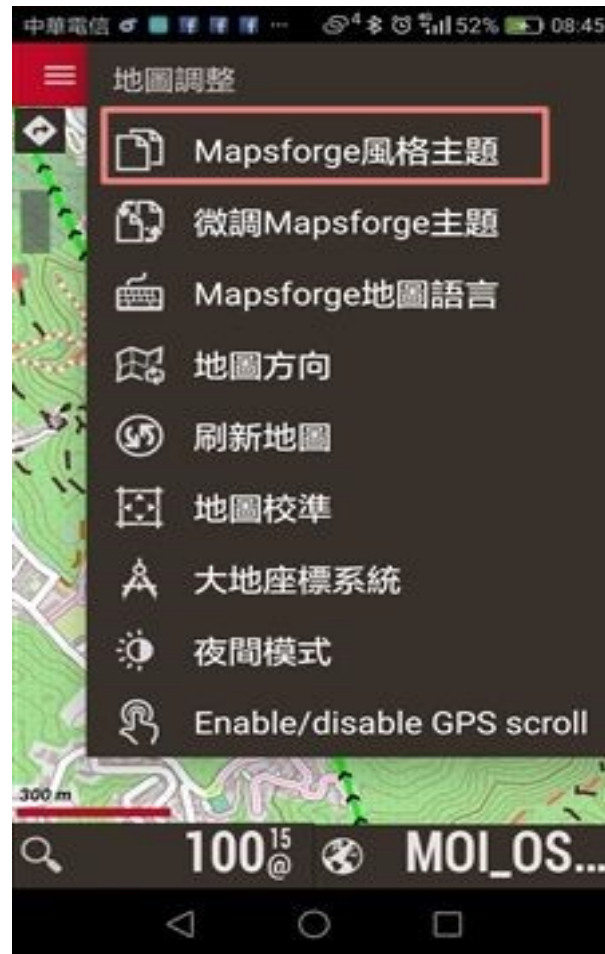 中華電信 52% 08:45
地圖調整
Mapsforge風格主題
微調Mapsforge主題
Mapsforge地圖語言
地圖方向
刷新地圖
地圖校準
大地座標系統
夜間模式
Enable/disable GPS scroll
300 m
100 15 @ MOI_OS...